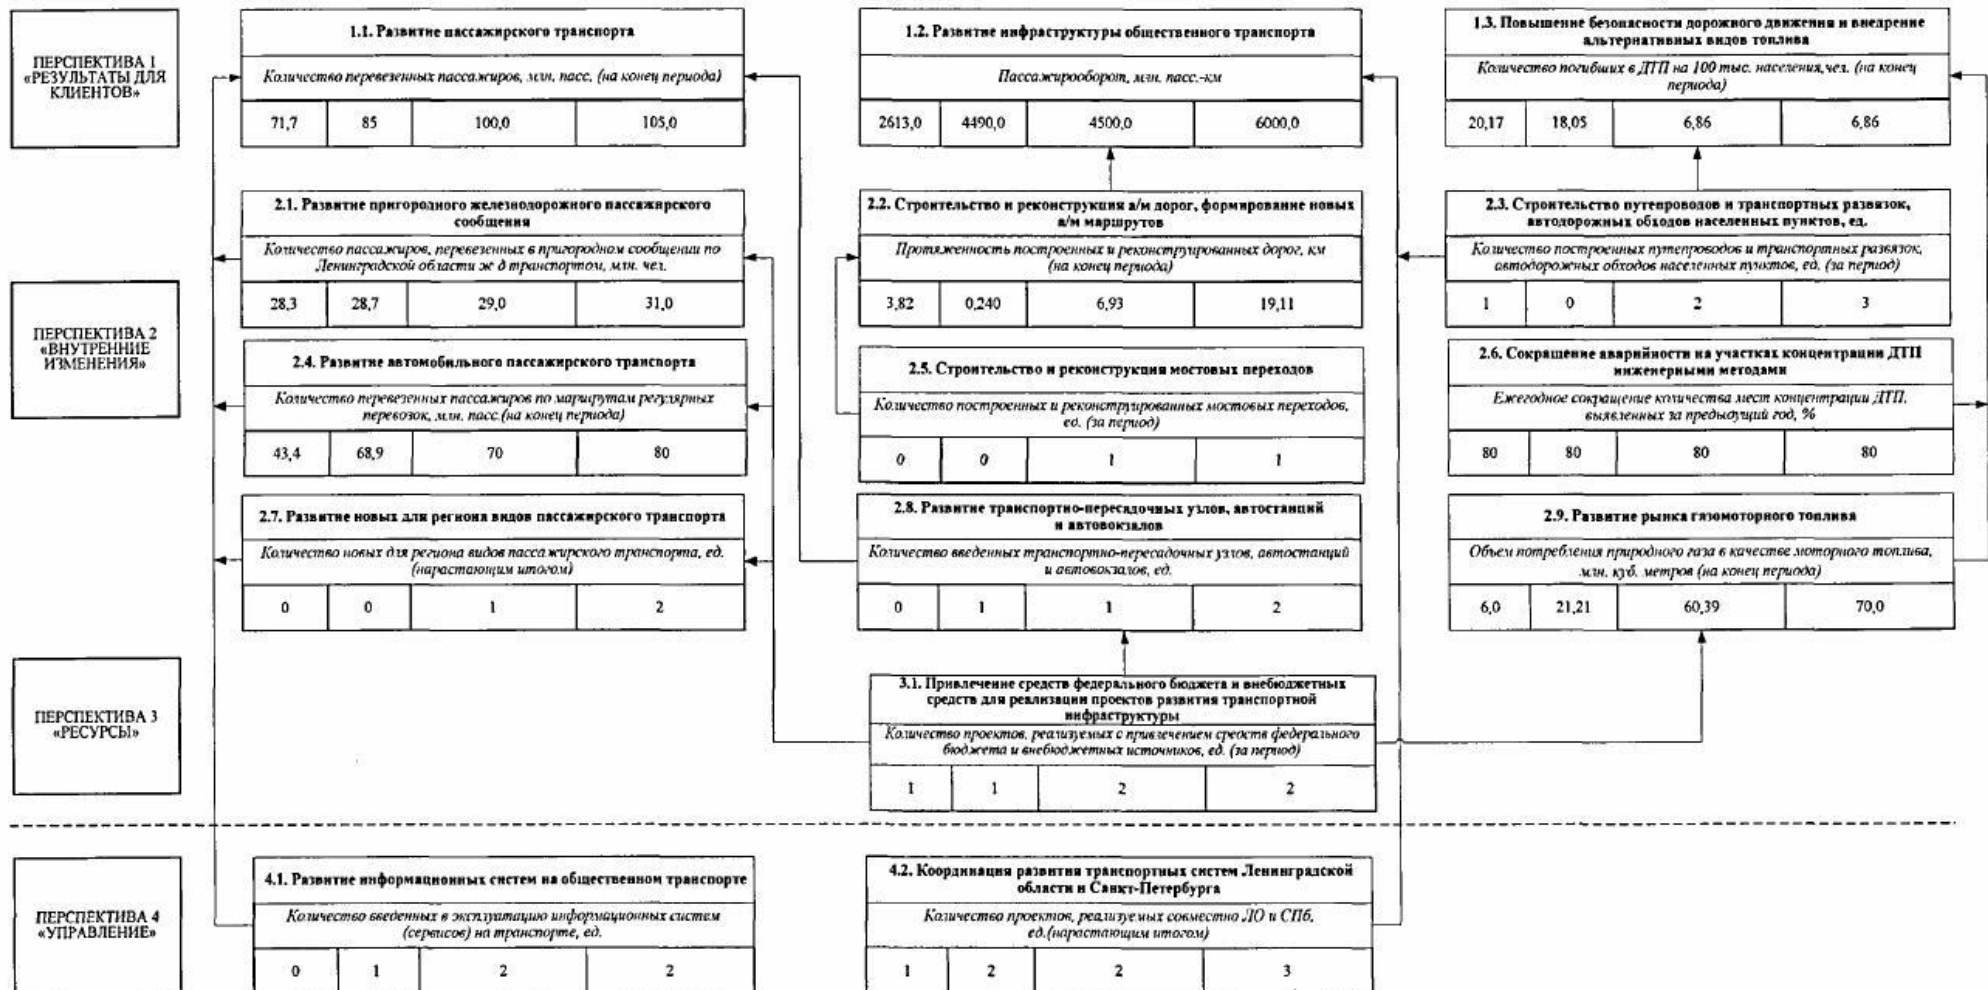 ПЕРСПЕКТИВА 1
«РЕЗУЛЬТАТЫ ДЛЯ
КЛИЕНТОВ»
1.1. Развитие пассажирского транспорта
Количество перевезенных пассажиров, млн. пасс. (на конец периода)
71,7 85 100,0 105,0
1.2. Развитие инфраструктуры общественного транспорта
Пассажирооборот, млн. пасс.-км
2613,0 4490,0 4500,0 6000,0
1.3. Повышение безопасности дорожного движения и внедрение
альтернативных видов топлива
Количество погибших в ДТП на 100 тыс. населения, чел. (на конец
периода)
20,17 18,05 6,86 6,86
ПЕРСПЕКТИВА 2
«ВНУТРЕННИЕ
ИЗМЕНЕНИЯ»
2.1. Развитие пригородного железнодорожного пассажирского
сообщения
Количество пассажиров, перевезенных в пригородном сообщении по
Ленинградской области ж д транспортом, млн. чел.
28,3 28,7 29,0 31,0
2.2. Строительство и реконструкция а/м дорог, формирование новых
а/м маршрутов
Протяженность построенных и реконструированных дорог, км
(на конец периода)
3,82 0,240 6,93 19,11
2.3. Строительство путепроводов и транспортных развязок,
автодорожных обходов населенных пунктов, ед.
Количество построенных путепроводов и транспортных развязок,
автодорожных обходов населенных пунктов, ед. (за период)
1 0 2 3
2.4. Развитие автомобильного пассажирского транспорта
Количество перевезенных пассажиров по маршрутам регулярных
перевозок, млн. пасс.(на конец периода)
43,4 68,9 70 80
2.5. Строительство и реконструкция мостовых переходов
Количество построенных и реконструированных мостовых переходов,
ед. (за период)
0 0 1 1
2.6. Сокращение аварийности на участках концентрации ДТП
инженерными методами
Ежегодное сокращение количества мест концентрации ДТП,
выявленных за предыдущий год, %
80 80 80 80
2.7. Развитие новых для региона видов пассажирского транспорта
Количество новых для региона видов пассажирского транспорта, ед.
(нарастающим итогом)
0 0 1 2
2.8. Развитие транспортно-пересадочных узлов, автостанций
и автовокзалов
Количество введенных транспортно-пересадочных узлов, автостанций
и автовокзалов, ед.
0 1 1 2
2.9. Развитие рынка газомоторного топлива
Объем потребления природного газа в качестве моторного топлива,
млн. куб. метров (на конец периода)
6,0 21,21 60,39 70,0
ПЕРСПЕКТИВА 3
«РЕСУРСЫ»
3.1. Привлечение средств федерального бюджета и внебюджетных
средств для реализации проектов развития транспортной
инфраструктуры
Количество проектов, реализуемых с привлечением средств федерального
бюджета и внебюджетных источников, ед. (за период)
1 1 2 2
ПЕРСПЕКТИВА 4
«УПРАВЛЕНИЕ»
4.1. Развитие информационных систем на общественном транспорте
Количество введенных в эксплуатацию информационных систем
(сервисов) на транспорте, ед.
0 1 2 2
4.2. Координация развития транспортных систем Ленинградской
области и Санкт-Петербурга
Количество проектов, реализуемых совместно ЛО и СПб,
ед.(нарастающим итогом)
1 2 2 3